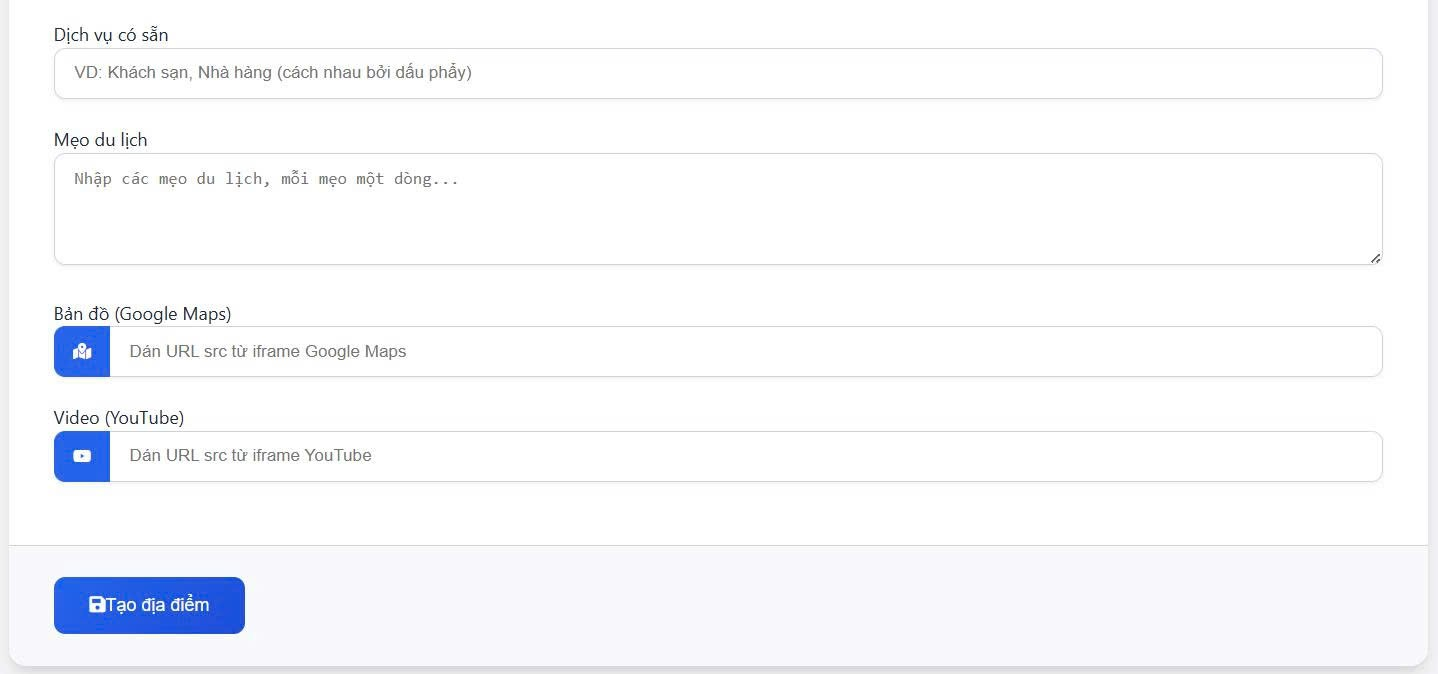 Dịch vụ có sẵn
VD: Khách sạn, Nhà hàng (cách nhau bởi dấu phẩy)
Mẹo du lịch
Nhập các mẹo du lịch, mỗi mẹo một dòng...
Bản đồ (Google Maps)
Dán URL src từ iframe Google Maps
Video (YouTube)
Dán URL src từ iframe YouTube
Tạo địa điểm